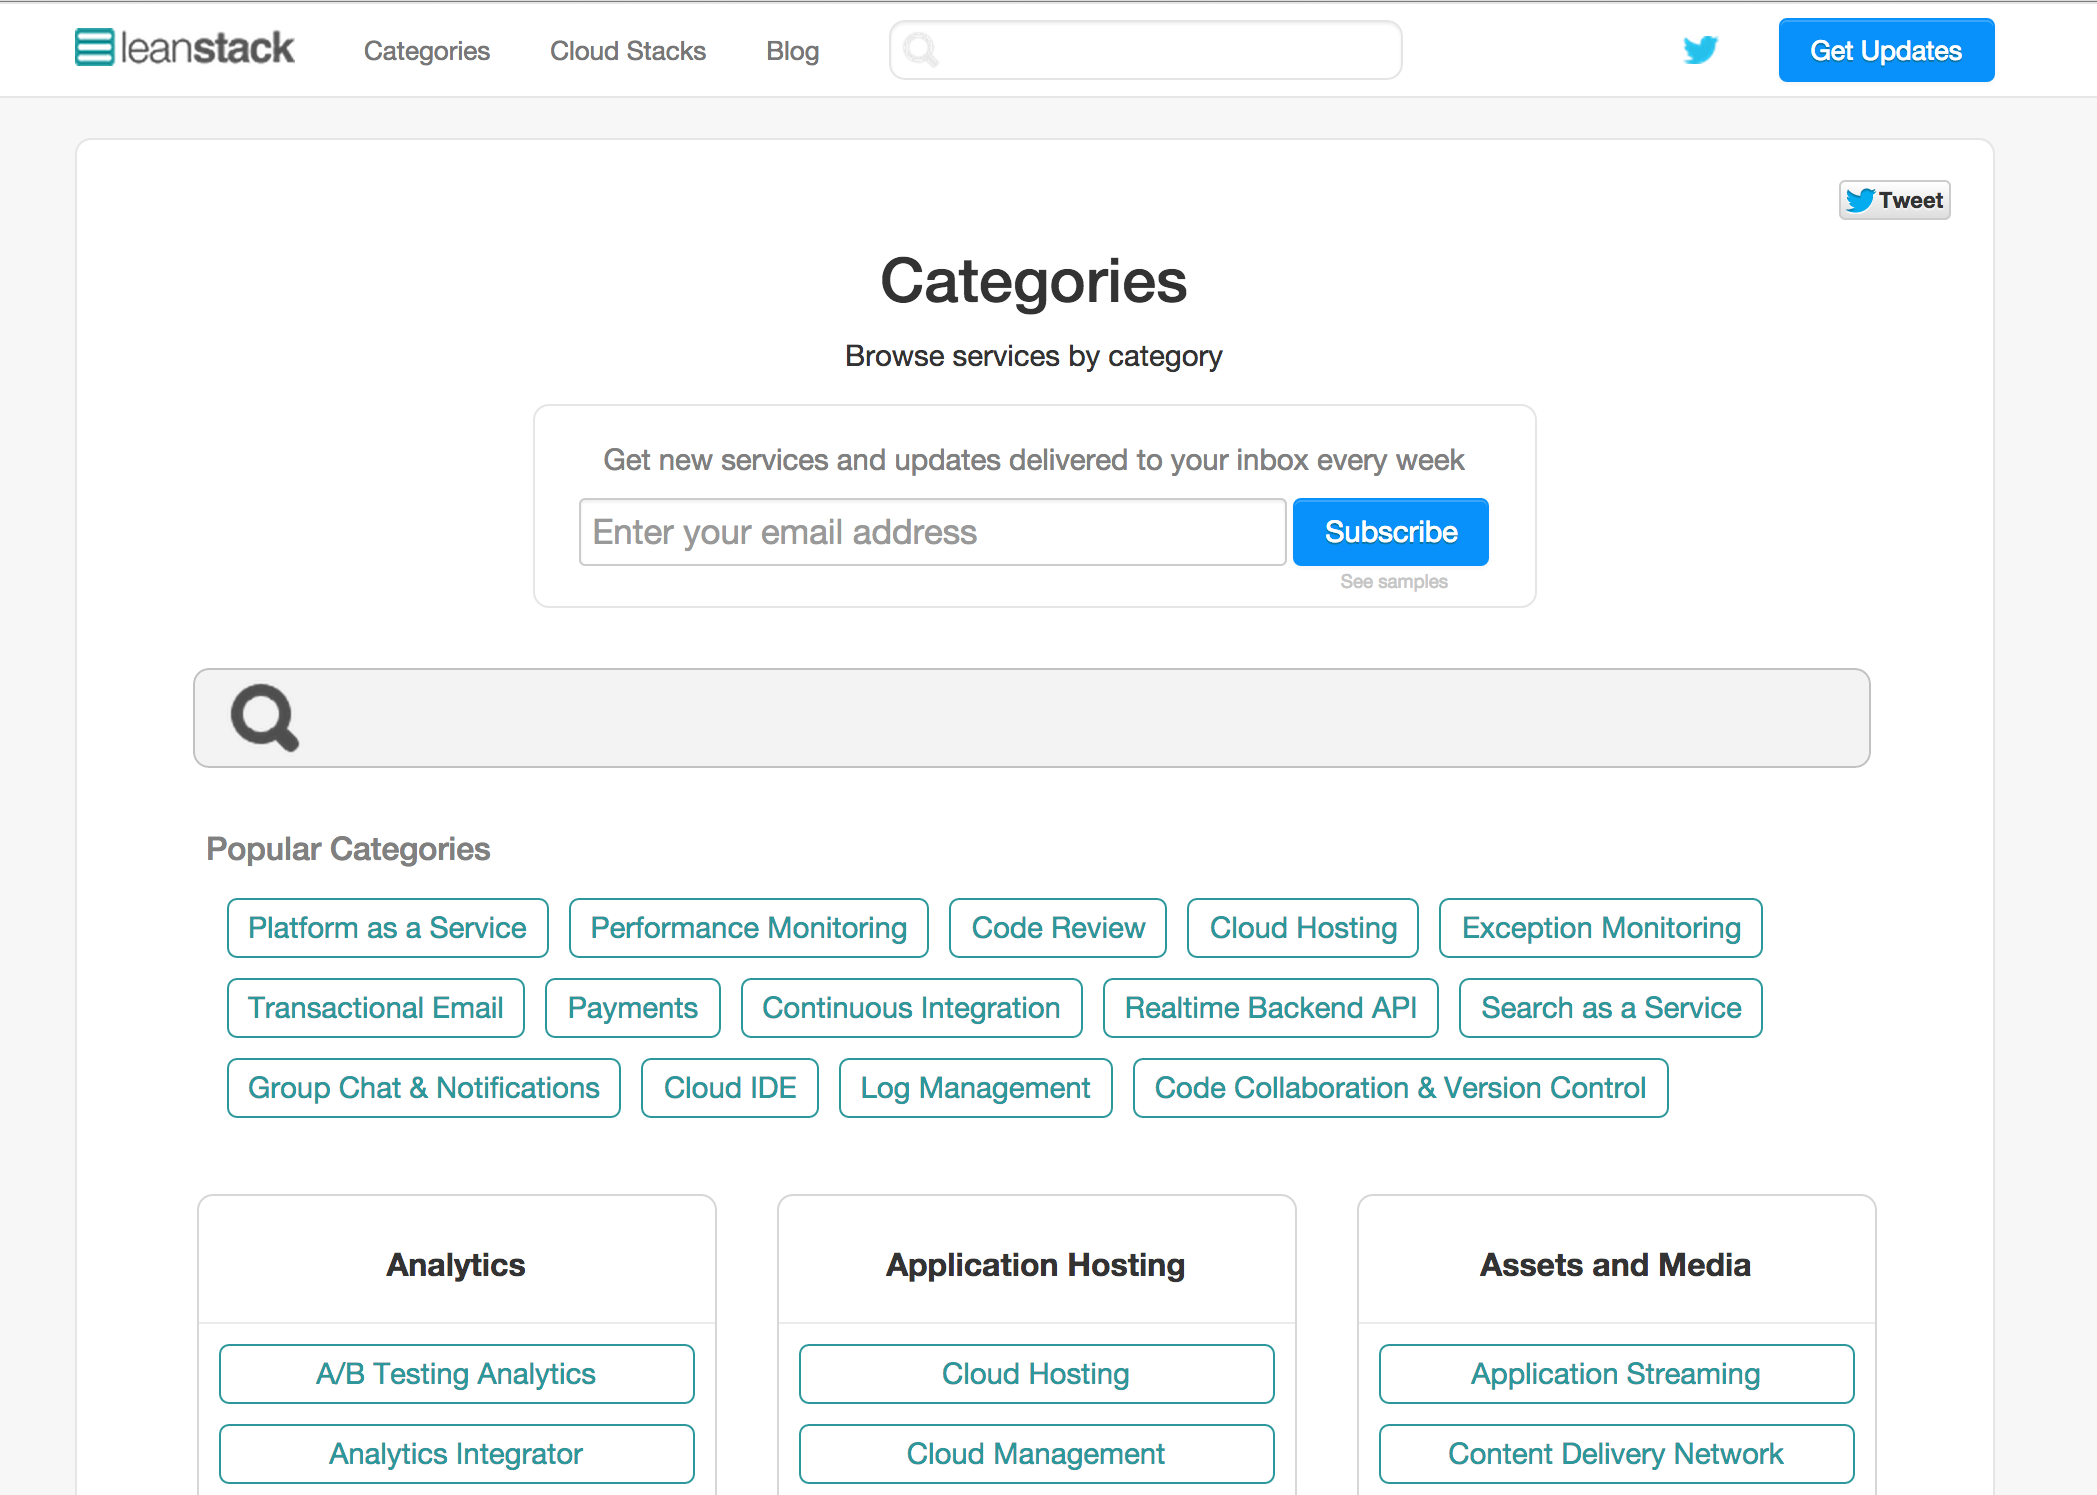 leanstack Categories Cloud Stacks Blog Get Updates
Tweet
Categories
Browse services by category
Get new services and updates delivered to your inbox every week
Enter your email address Subscribe
See samples
Popular Categories
Platform as a Service Performance Monitoring Code Review Cloud Hosting Exception Monitoring
Transactional Email Payments Continuous Integration Realtime Backend API Search as a Service
Group Chat & Notifications Cloud IDE Log Management Code Collaboration & Version Control
Analytics Application Hosting Assets and Media
A/B Testing Analytics Cloud Hosting Application Streaming
Analytics Integrator Cloud Management Content Delivery Network